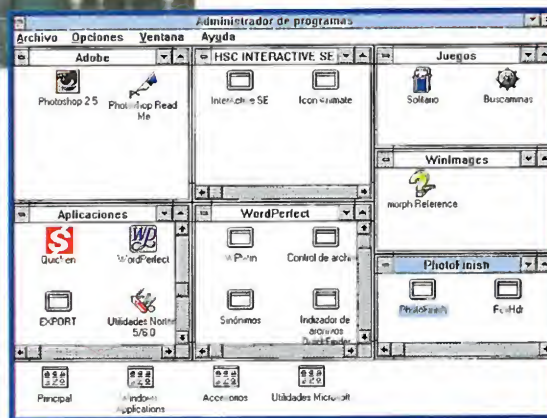 Administrador de programas
Archivo Opciones Ventana Ayuda
Adobe
Photoshop 2.5
Photoshop Read
Me
HSC INTERACTIVE SE
Interactive SE
Icon Animate
Juegos
Solitario
Buscaminas
WinImages
morph Reference
Aplicaciones
Quicken
WordPerfect
EXPORT
Utilidades Norton
5/6.0
WordPerfect
WPWin
Control de archivos
Sinónimos
Indizador de
archivos
QuickFinder
PhotoFinish
PhotoFinish
Principal
Windows
Applications
Accesorios
Utilidades Microsoft